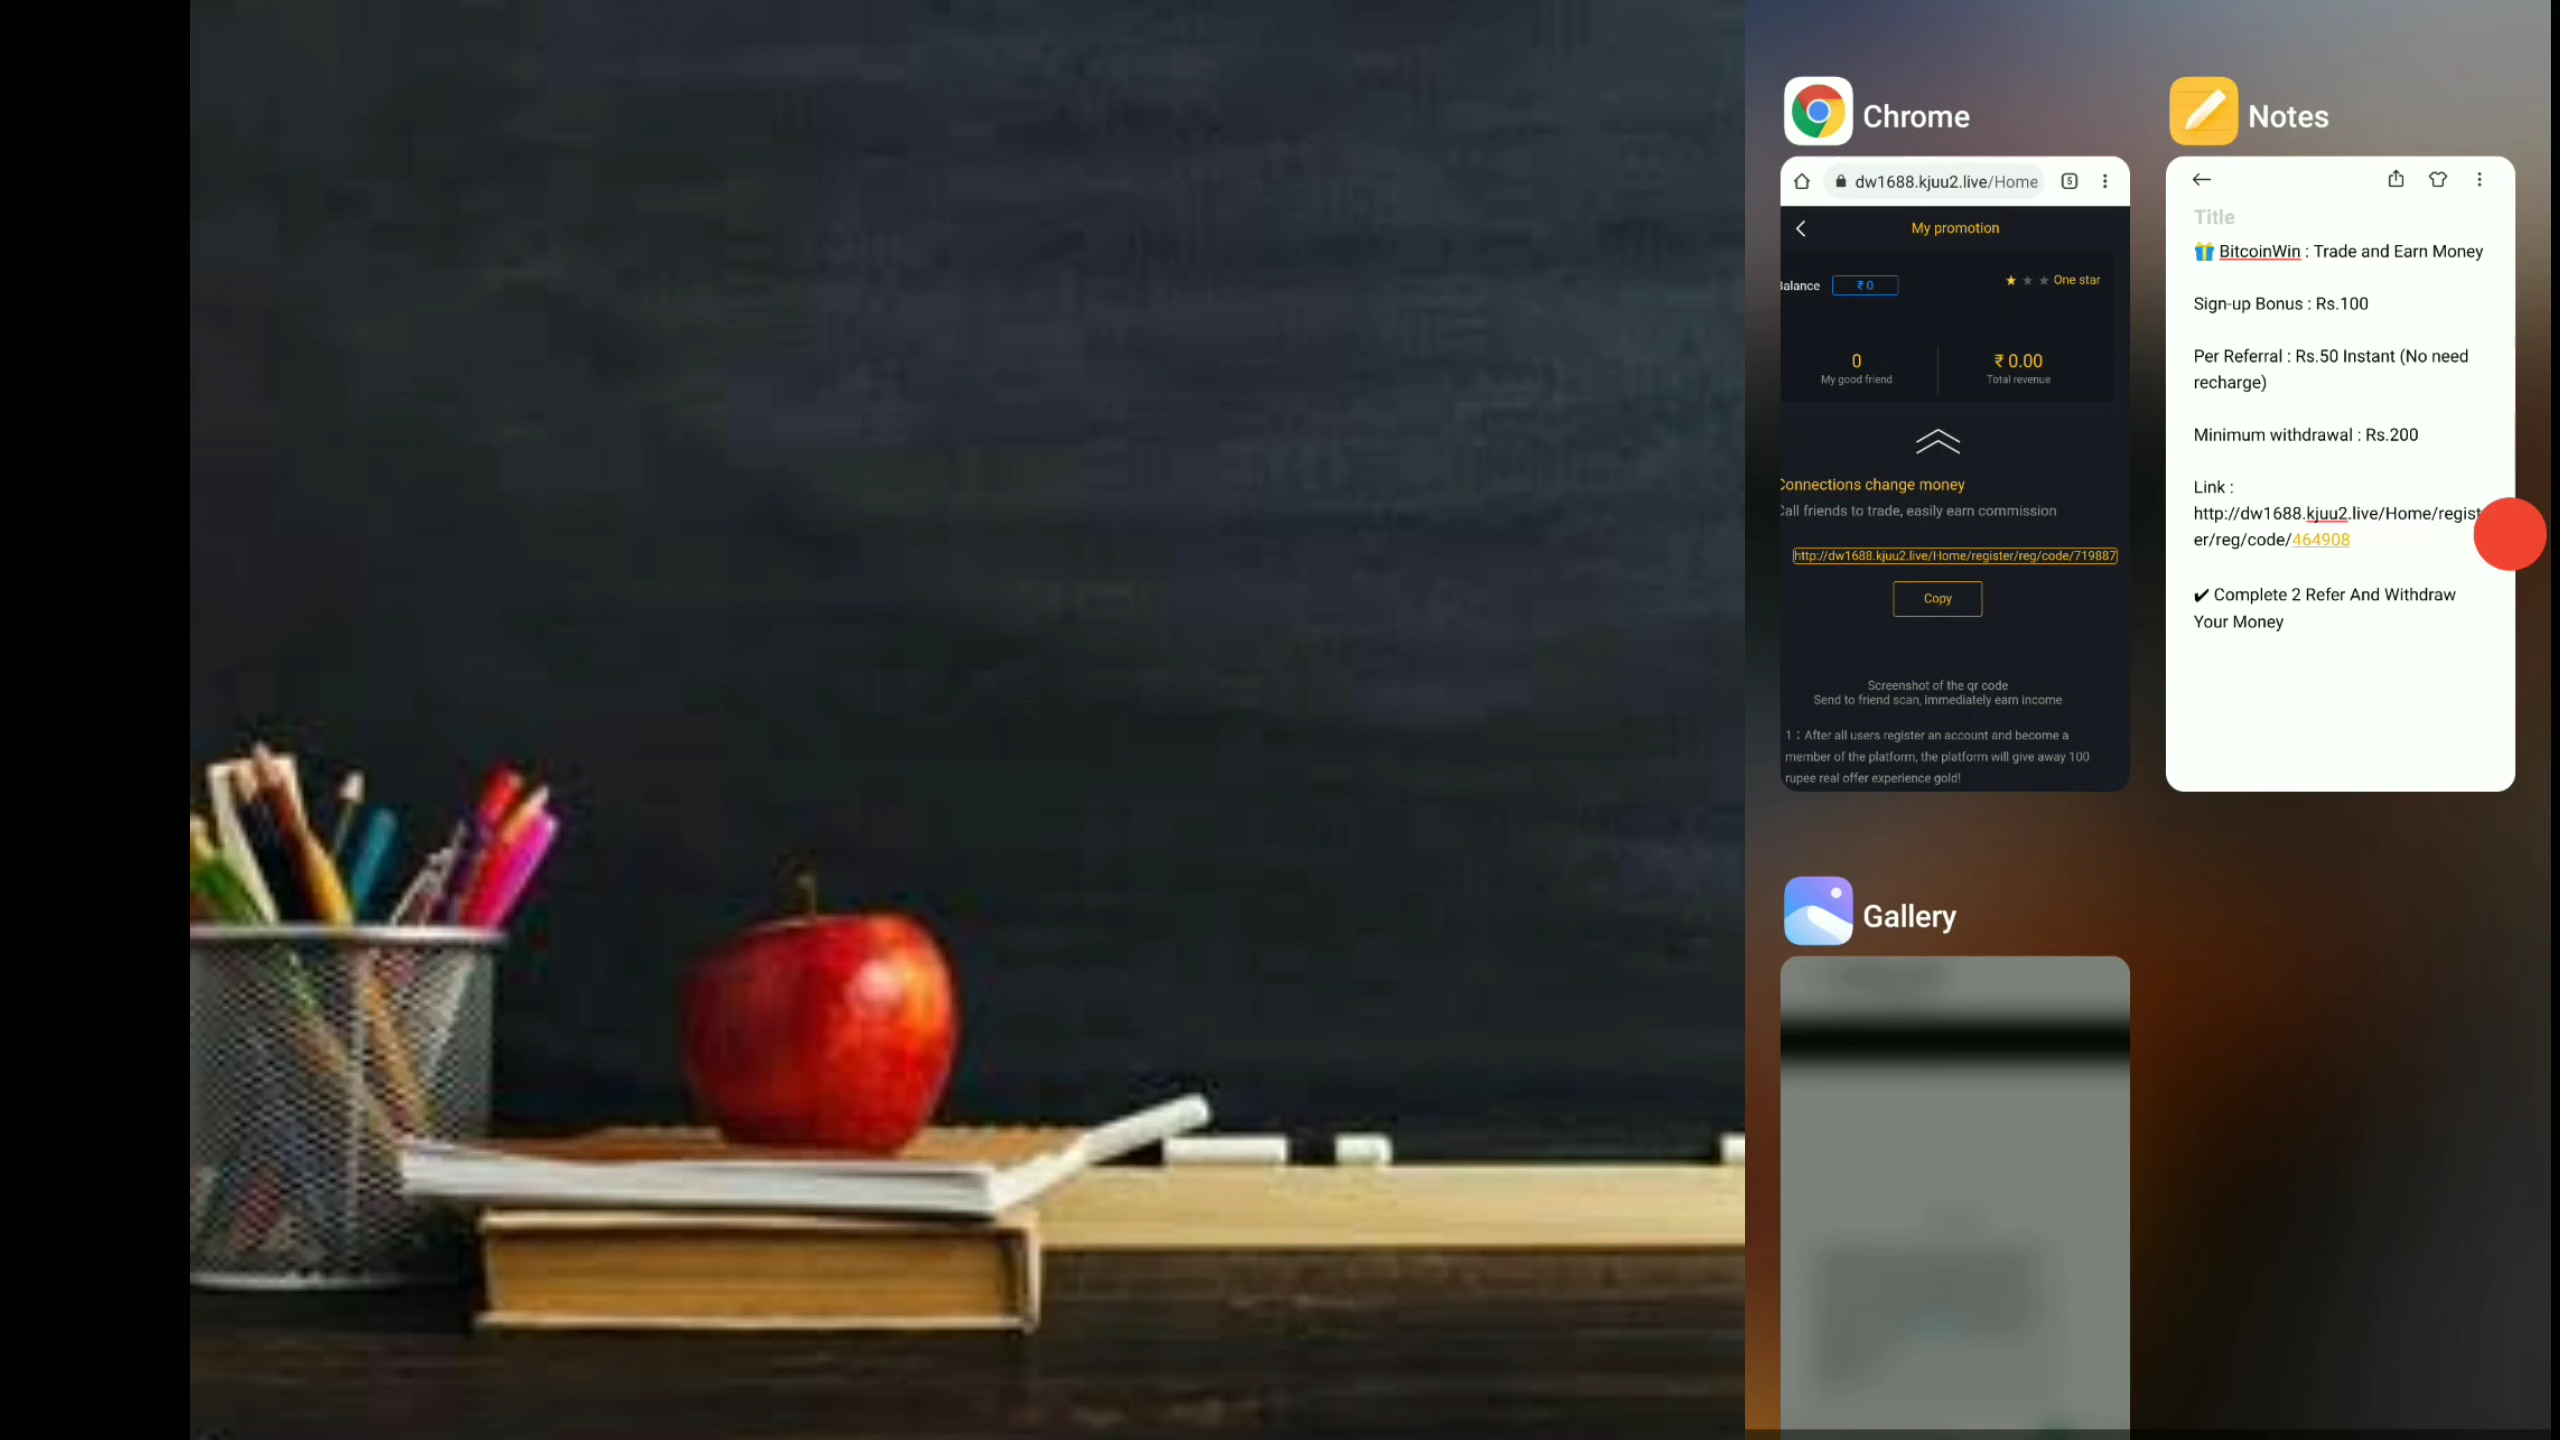 Chrome
dw1688.kjuu2.live/Home
5
My promotion
Balance
₹ 0
One star
0
My good friend
₹ 0.00
Total revenue
Connections change money
Call friends to trade, easily earn commission
http://dw1688.kjuu2.live/Home/register/reg/code/719887
Copy
Screenshot of the qr code
Send to friend scan, immediately earn income
1：After all users register an account and become a
member of the platform, the platform will give away 100
rupee real offer experience gold!
Notes
Title
🎁 BitcoinWin : Trade and Earn Money
Sign-up Bonus : Rs.100
Per Referral : Rs.50 Instant (No need
recharge)
Minimum withdrawal : Rs.200
Link :
http://dw1688.kjuu2.live/Home/regist
er/reg/code/464908
✔ Complete 2 Refer And Withdraw
Your Money
Gallery